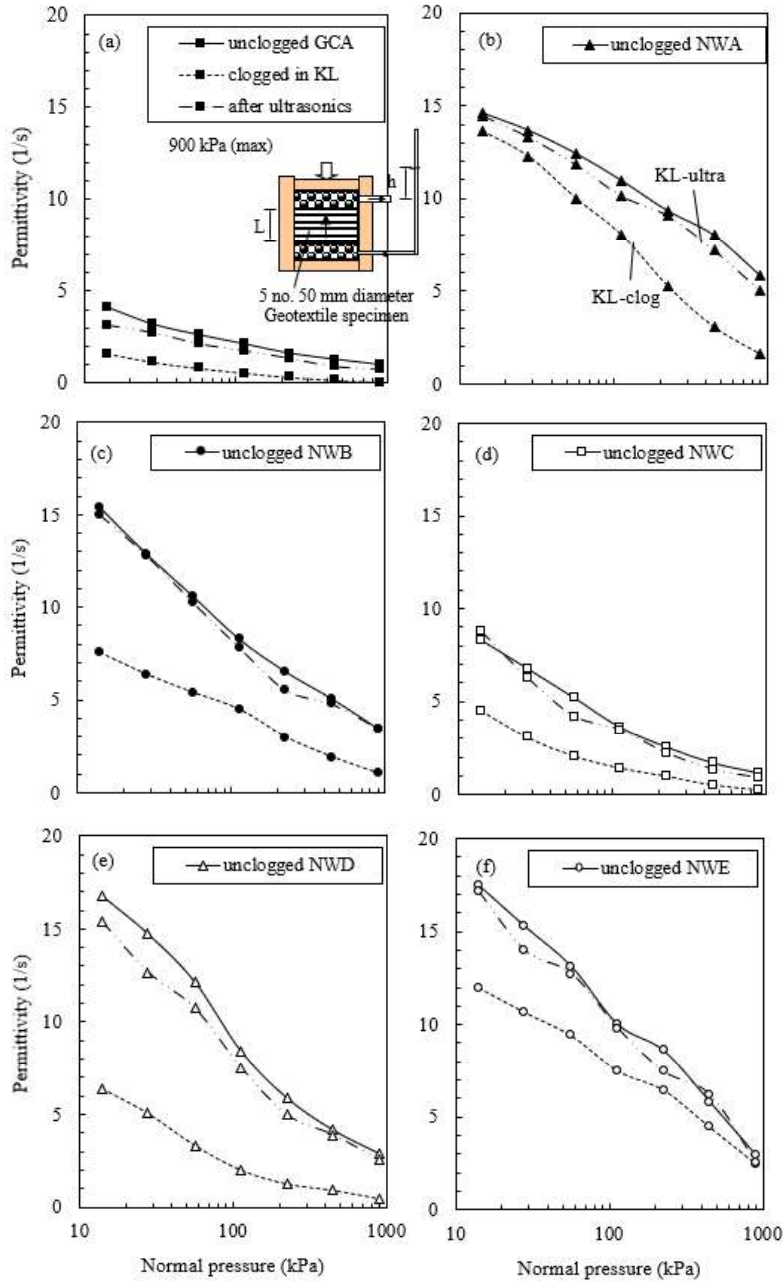 20
(a)
unclogged GCA
clogged in KL
after ultrasonics
15
900 kPa (max)
10
h
L
5
5 no. 50 mm diameter
Geotextile specimen
0
Permittivity (1/s)
20
(b)
unclogged NWA
15
KL-ultra
10
KL-clog
5
0
20
(c)
unclogged NWB
15
10
5
0
Permittivity (1/s)
20
(d)
unclogged NWC
15
10
5
0
20
(e)
unclogged NWD
15
10
5
0
Permittivity (1/s)
10 100 1000
Normal pressure (kPa)
20
(f)
unclogged NWE
15
10
5
0
10 100 1000
Normal pressure (kPa)